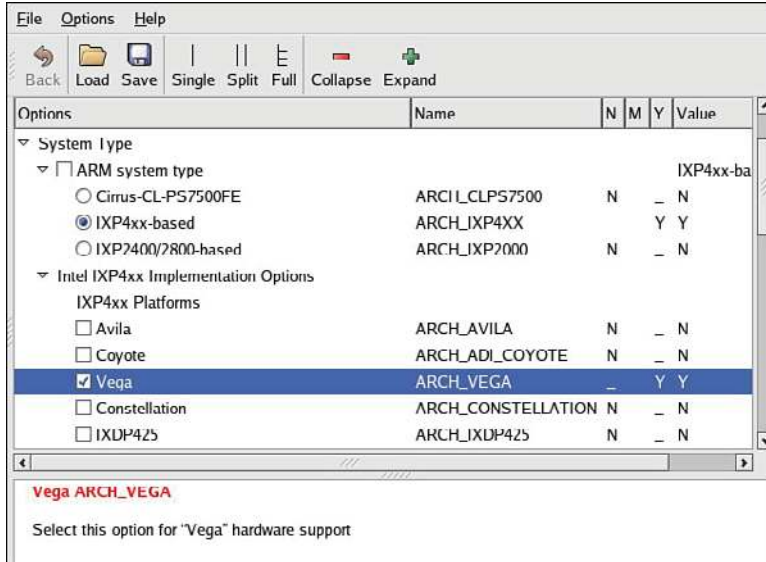 File Options Help
Back Load Save Single Split Full Collapse Expand
Options Name N M Y Value
System Type
ARM system type IXP4xx-ba
Cirrus-CL-PS7500FE ARCH_CLPS7500 N _ N
IXP4xx-based ARCH_IXP4XX Y Y
IXP2400/2800-based ARCH_IXP2000 N _ N
Intel IXP4xx Implementation Options
IXP4xx Platforms
Avila ARCH_AVILA N _ N
Coyote ARCH_ADI_COYOTE N _ N
Vega ARCH_VEGA _ Y Y
Constellation ARCH_CONSTELLATION N _ N
IXDP425 ARCH_IXDP425 N _ N
Vega ARCH_VEGA
Select this option for “Vega” hardware support